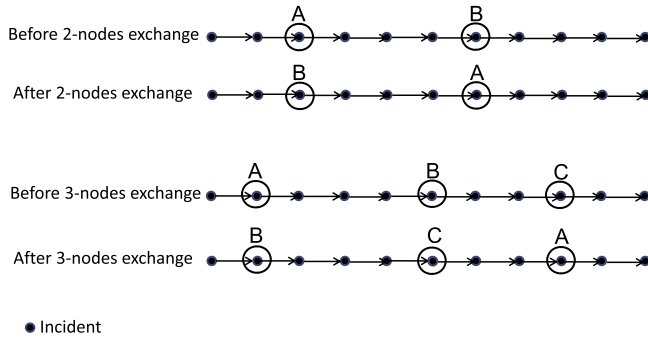 A B
Before 2-nodes exchange
B A
After 2-nodes exchange
A B C
Before 3-nodes exchange
B C A
After 3-nodes exchange
Incident